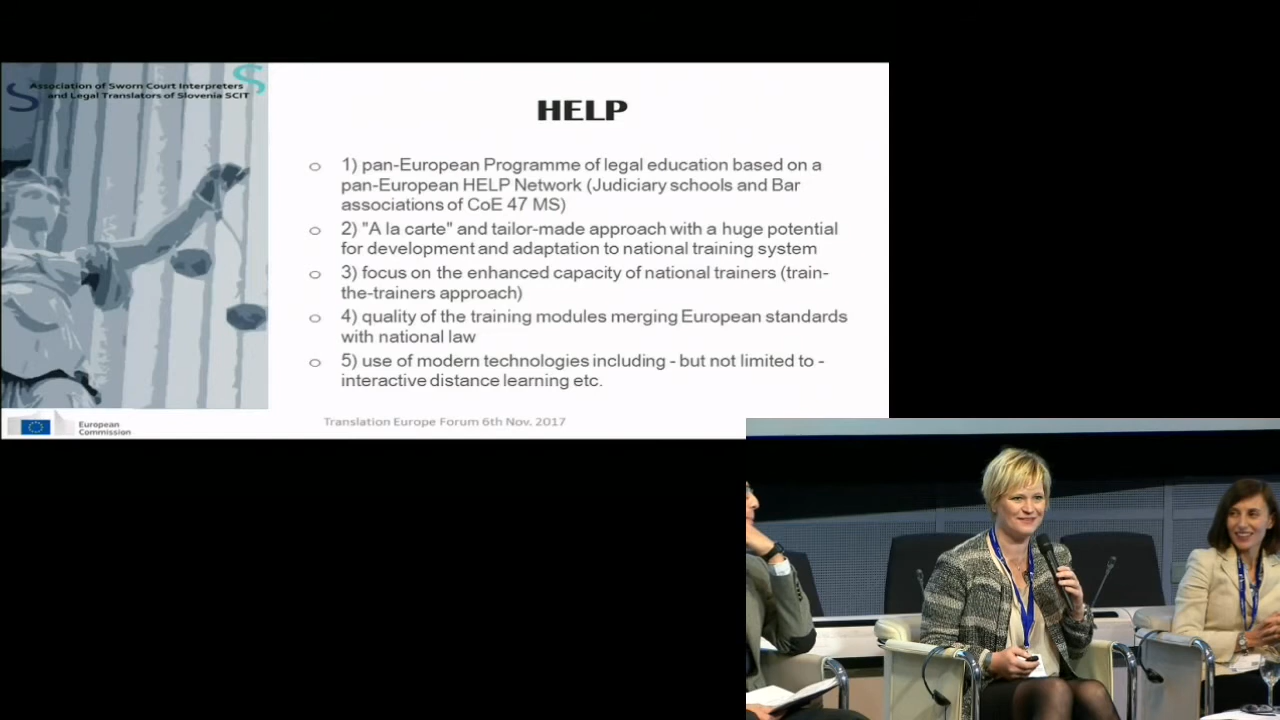 Association of Sworn Court Interpreters
and Legal Translators of Slovenia SCIT
HELP
1) pan-European Programme of legal education based on a
pan-European HELP Network (Judiciary schools and Bar
associations of CoE 47 MS)
2) "A la carte" and tailor-made approach with a huge potential
for development and adaptation to national training system
3) focus on the enhanced capacity of national trainers (train-
the-trainers approach)
4) quality of the training modules merging European standards
with national law
5) use of modern technologies including - but not limited to -
interactive distance learning etc.
European
Commission
Translation Europe Forum 6th Nov. 2017